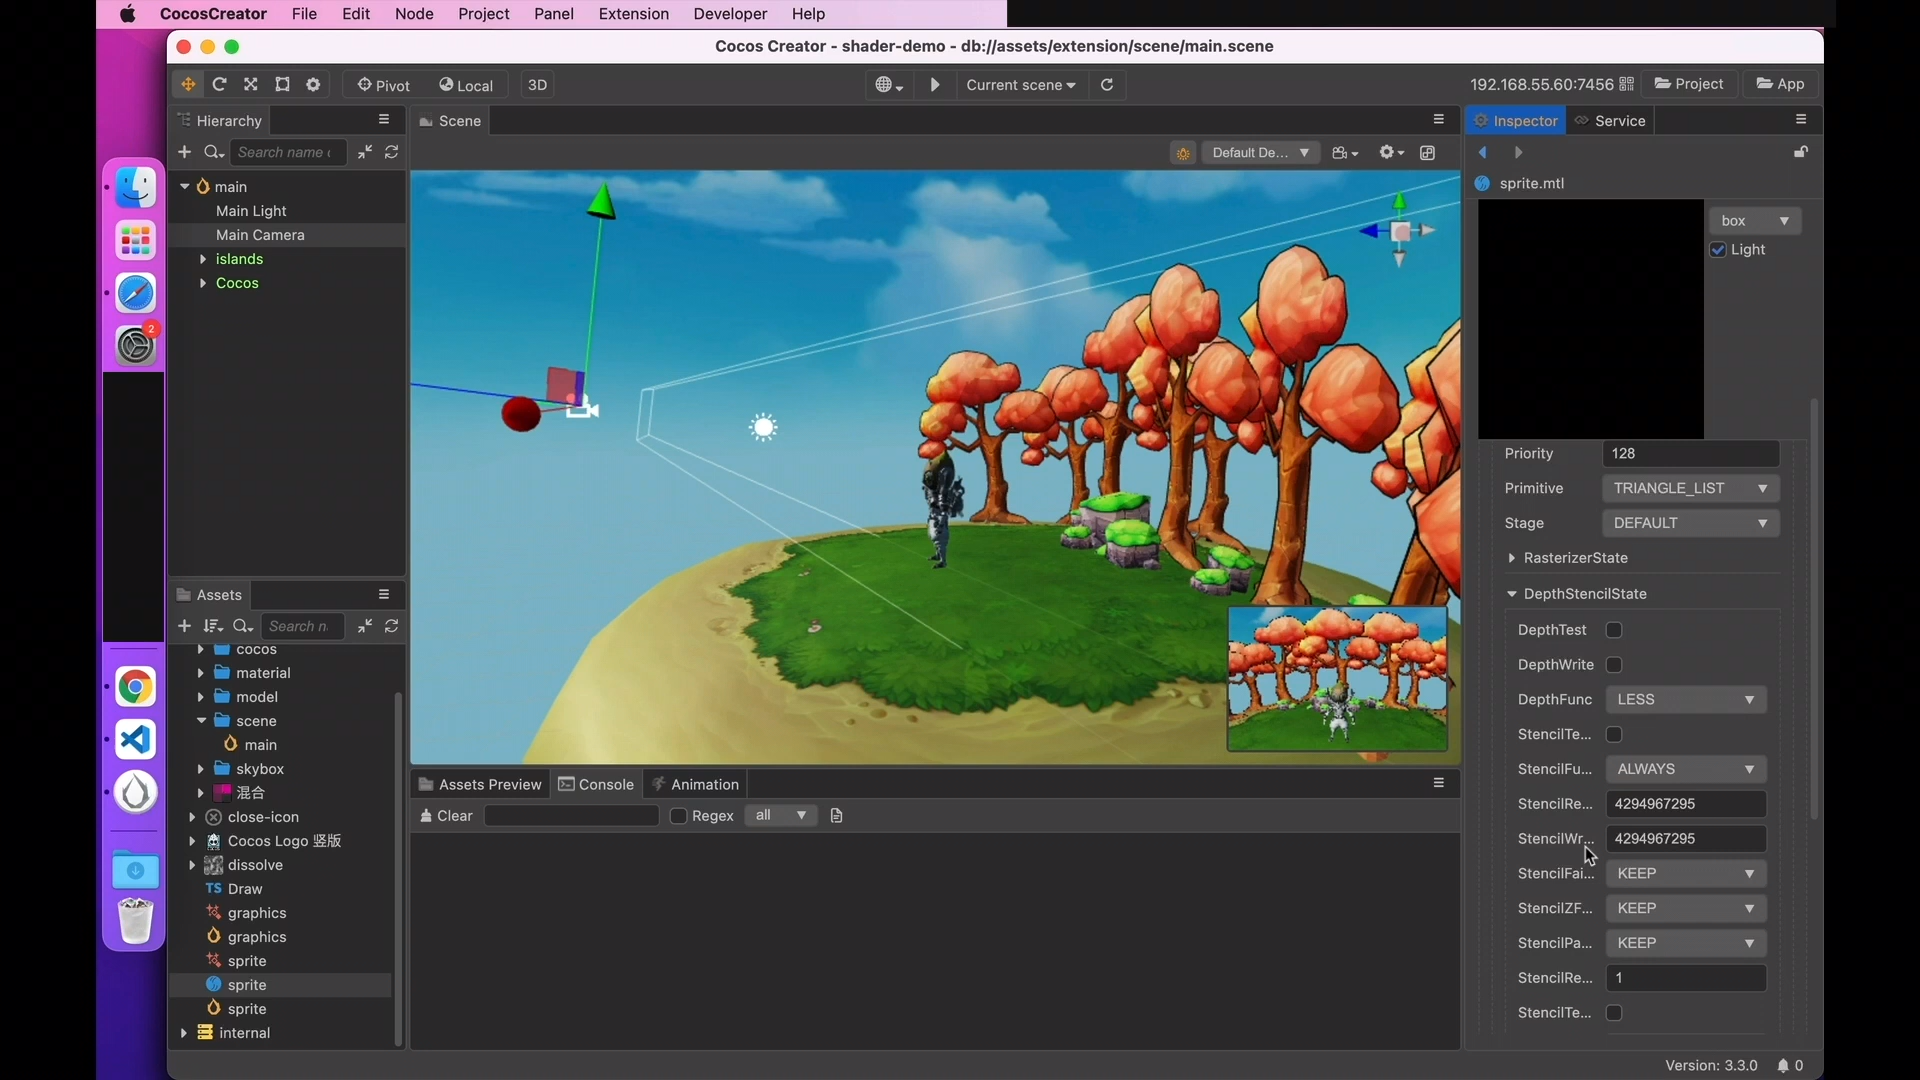 CocosCreator File Edit Node Project Panel Extension Developer Help
Cocos Creator - shader-demo - db://assets/extension/scene/main.scene
Pivot Local 3D Current scene 192.168.55.60:7456 Project App
Hierarchy
Search name
main
Main Light
Main Camera
islands
Cocos
Assets
Search n
cocos
material
model
scene
main
skybox
混合
close-icon
Cocos Logo 竖版
dissolve
TS Draw
graphics
graphics
sprite
sprite
sprite
internal
Scene
Default De...
Assets Preview Console Animation
Clear Regex all
Inspector Service
sprite.mtl
box
Light
Priority 128
Primitive TRIANGLE_LIST
Stage DEFAULT
RasterizerState
DepthStencilState
DepthTest
DepthWrite
DepthFunc LESS
StencilTe...
StencilFu... ALWAYS
StencilRe... 4294967295
StencilWr... 4294967295
StencilFai... KEEP
StencilZF... KEEP
StencilPa... KEEP
StencilRe... 1
StencilTe...
Version: 3.3.0 0
2